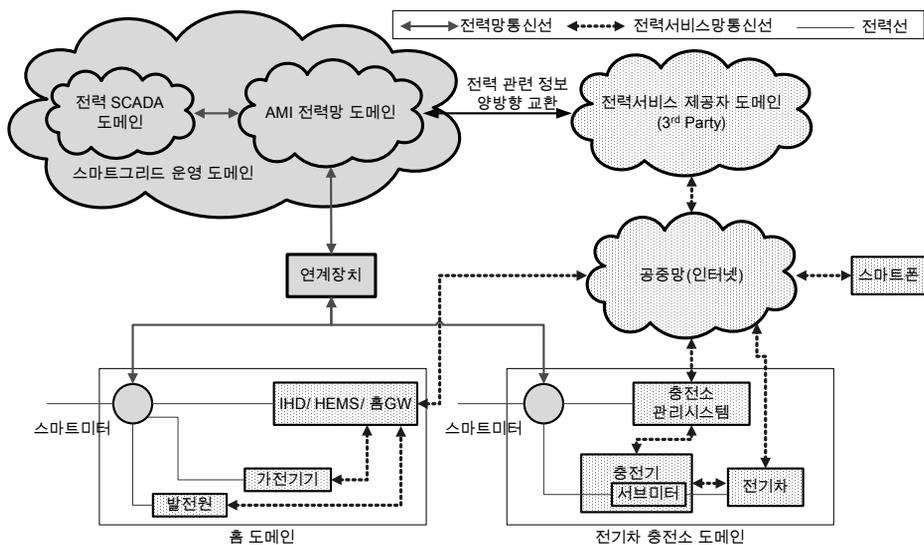 전력망통신선 전력서비스망통신선 전력선
전력 SCADA
도메인
AMI 전력망 도메인
스마트그리드 운영 도메인
전력 관련 정보
양방향 교환
전력서비스 제공자 도메인
(3rd Party)
연계장치
공중망(인터넷)
스마트폰
스마트미터
IHD/ HEMS/ 홈GW
가전기기
발전원
홈 도메인
스마트미터
충전소
관리시스템
충전기
서브미터
전기차
전기차 충전소 도메인